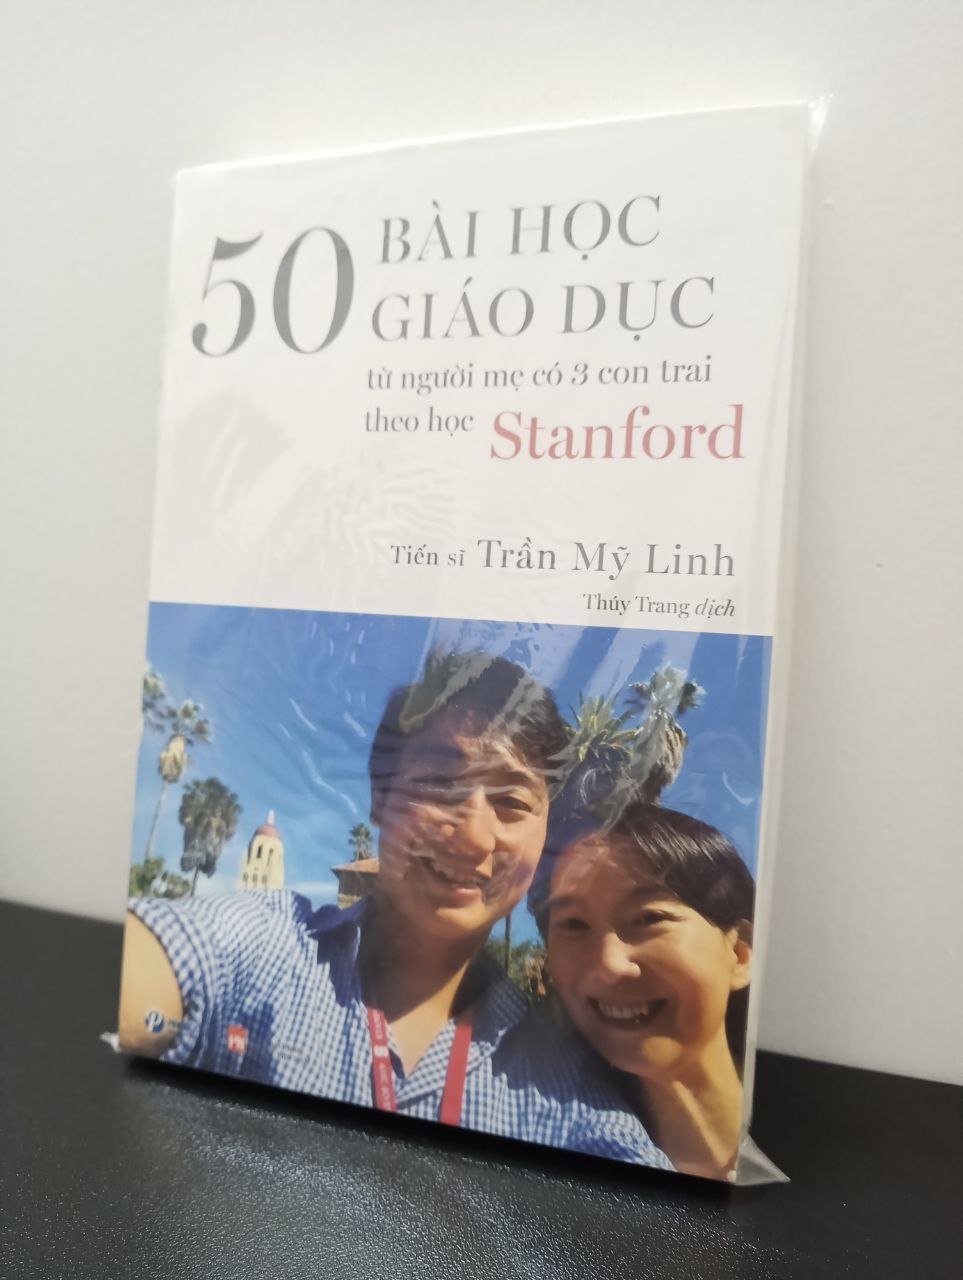 50 BÀI HỌC
GIÁO DỤC
từ người mẹ có 3 con trai
theo học Stanford
Tiến sĩ Trần Mỹ Linh
Thúy Trang dịch